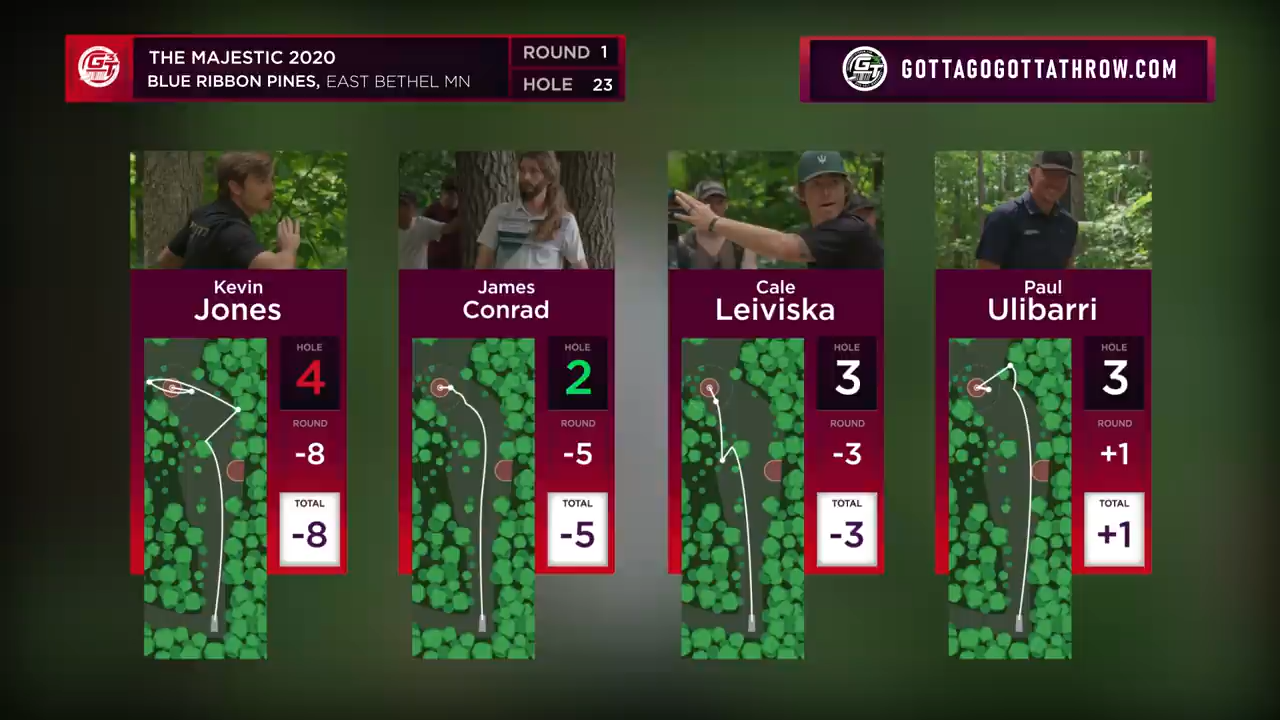 THE MAJESTIC 2020
BLUE RIBBON PINES, EAST BETHEL MN
ROUND 1
HOLE 23
GOTTAGOGOTTATHROW.COM
Kevin
Jones
HOLE
4
ROUND
-8
TOTAL
-8
James
Conrad
HOLE
2
ROUND
-5
TOTAL
-5
Cale
Leiviska
HOLE
3
ROUND
-3
TOTAL
-3
Paul
Ulibarri
HOLE
3
ROUND
+1
TOTAL
+1